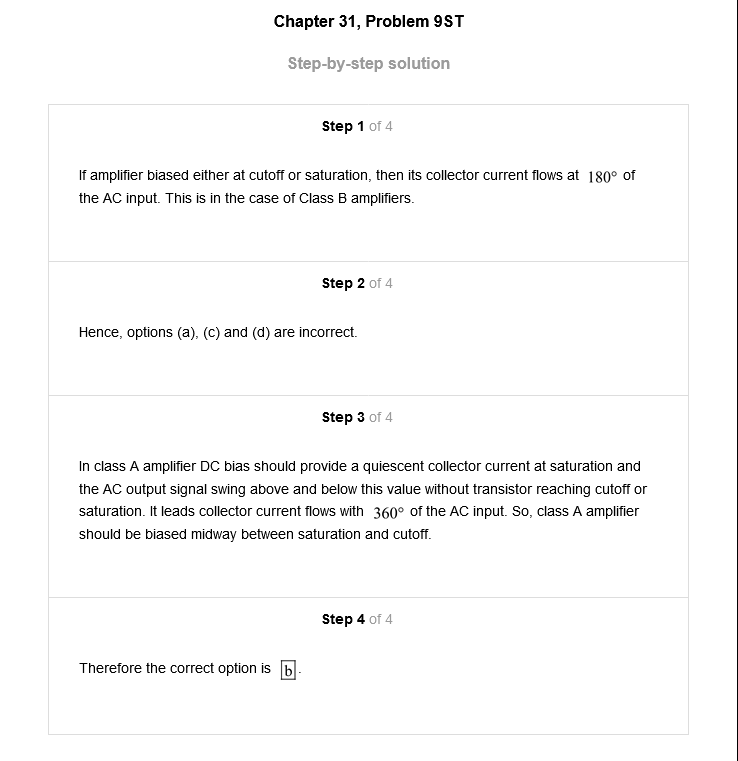 Chapter 31, Problem 9ST
Step-by-step solution
Step 1 of 4
If amplifier biased either at cutoff or saturation, then its collector current flows at 180° of
the AC input. This is in the case of Class B amplifiers.
Step 2 of 4
Hence, options (a), (c) and (d) are incorrect.
Step 3 of 4
In class A amplifier DC bias should provide a quiescent collector current at saturation and
the AC output signal swing above and below this value without transistor reaching cutoff or
saturation. It leads collector current flows with 360° of the AC input. So, class A amplifier
should be biased midway between saturation and cutoff.
Step 4 of 4
Therefore the correct option is b.